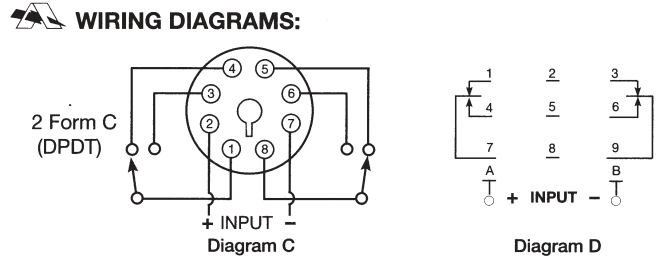 WIRING DIAGRAMS:
2 Form C
(DPDT)
4 5
3 6
2 7
1 8
+ INPUT −
Diagram C
1 2 3
4 5 6
7 8 9
A B
+ INPUT −
Diagram D